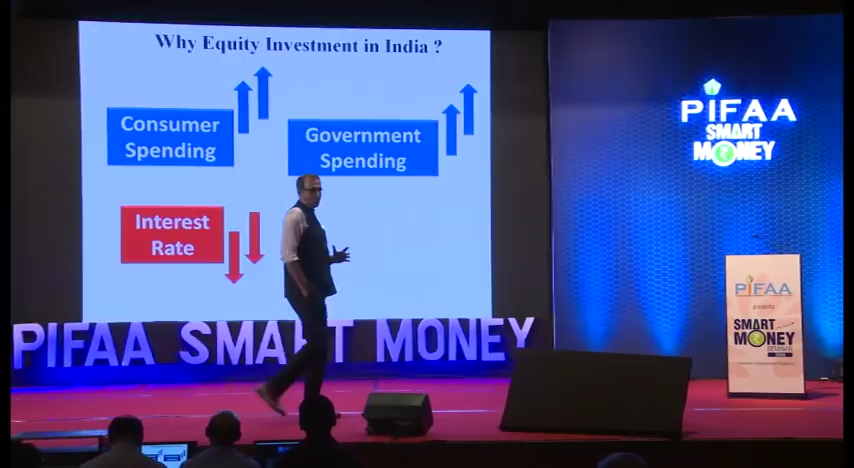 Why Equity Investment in India ?
Consumer
Spending
Government
Spending
Interest
Rate
PIFAA
SMART
MONEY
PIFAA SMART MONEY
PIFAA
presents
SMART
MONEY